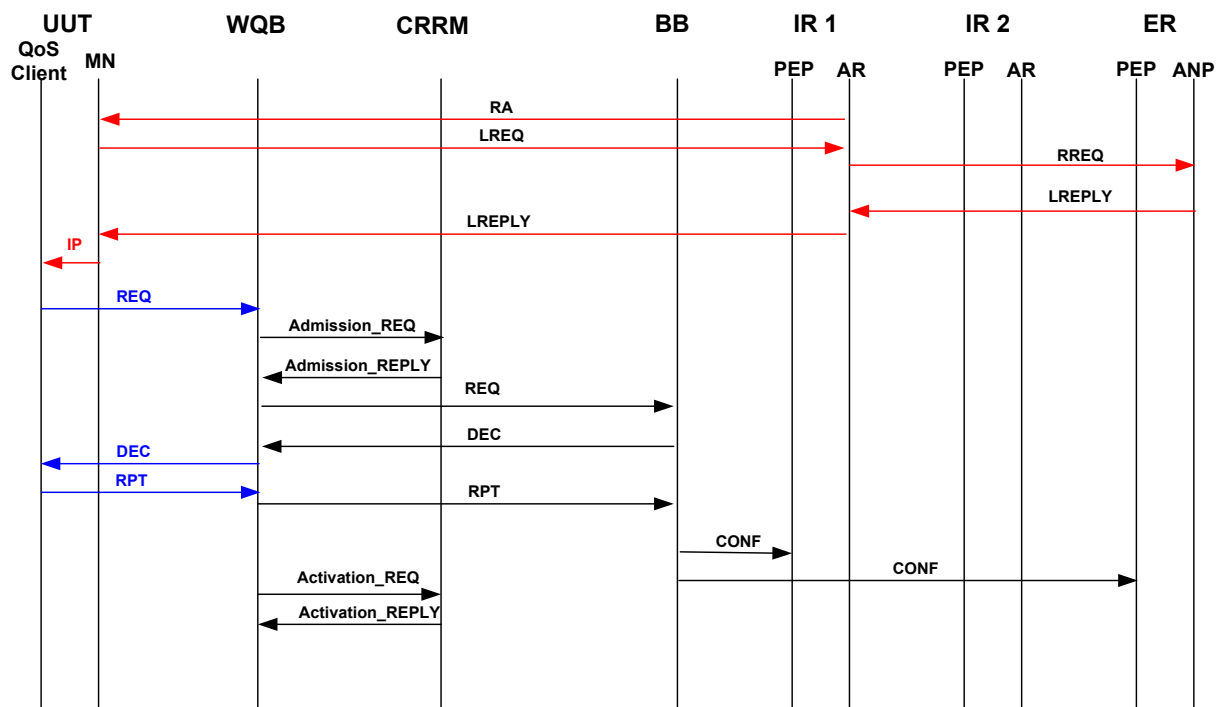 UUT WQB CRRM BB IR 1 IR 2 ER
QoS
Client MN PEP AR PEP AR PEP ANP
RA
LREQ
RREQ
LREPLY
LREPLY
IP
REQ
Admission_REQ
Admission_REPLY
REQ
DEC
DEC
RPT
RPT
CONF
CONF
Activation_REQ
Activation_REPLY